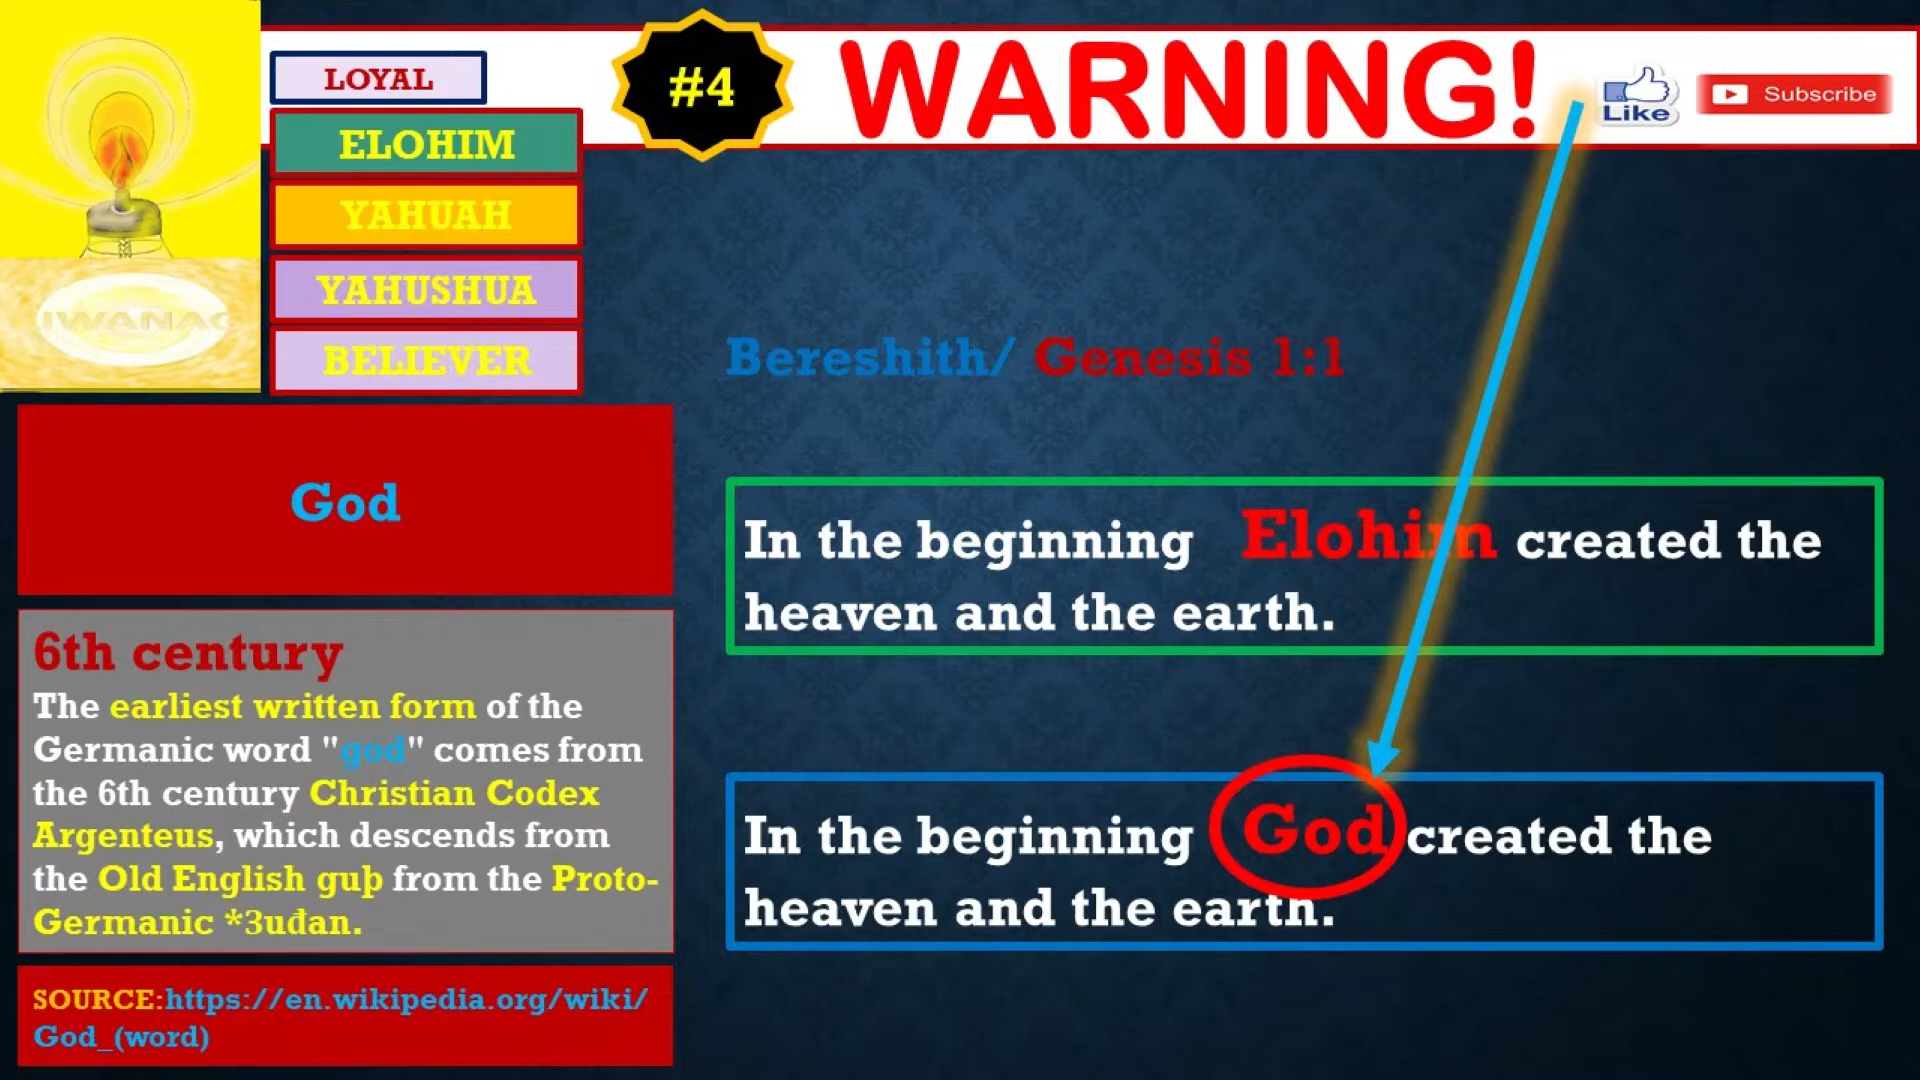 LOYAL
ELOHIM
YAHUAH
YAHUSHUA
BELIEVER
#4
WARNING!
Like
Subscribe
IWANAG
God
6th century
The earliest written form of the
Germanic word "god" comes from
the 6th century Christian Codex
Argenteus, which descends from
the Old English guþ from the Proto-
Germanic *3uđan.
SOURCE:https://en.wikipedia.org/wiki/
God_(word)
Bereshith/ Genesis 1:1
In the beginning Elohim created the
heaven and the earth.
In the beginning God created the
heaven and the earth.